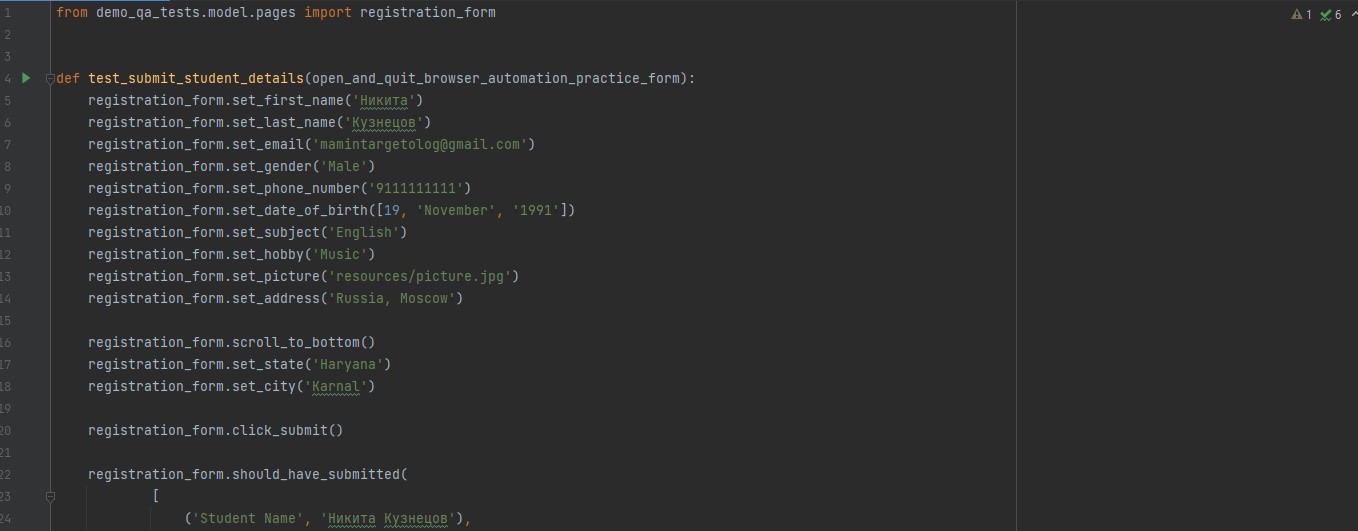 1 from demo_qa_tests.model.pages import registration_form
1 6
2
3
4 def test_submit_student_details(open_and_quit_browser_automation_practice_form):
5 registration_form.set_first_name('Никита')
6 registration_form.set_last_name('Кузнецов')
7 registration_form.set_email('mamintargetolog@gmail.com')
8 registration_form.set_gender('Male')
9 registration_form.set_phone_number('9111111111')
10 registration_form.set_date_of_birth([19, 'November', '1991'])
11 registration_form.set_subject('English')
12 registration_form.set_hobby('Music')
13 registration_form.set_picture('resources/picture.jpg')
14 registration_form.set_address('Russia, Moscow')
15
16 registration_form.scroll_to_bottom()
17 registration_form.set_state('Haryana')
18 registration_form.set_city('Karnal')
19
20 registration_form.click_submit()
21
22 registration_form.should_have_submitted(
23 [
24 ('Student Name', 'Никита Кузнецов'),